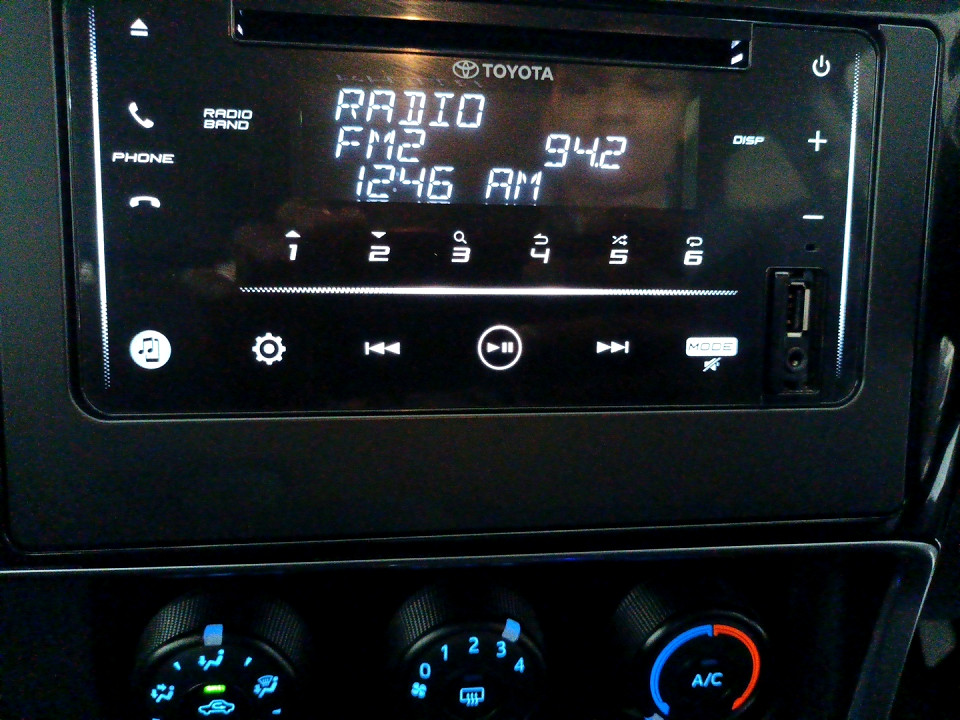 TOYOTA
RADIO
BAND
RADIO
FM2 94.2
12:46 AM
PHONE
DISP
+
-
1 2 3 4 5 6
MODE
0 1 2 3 4
A/C